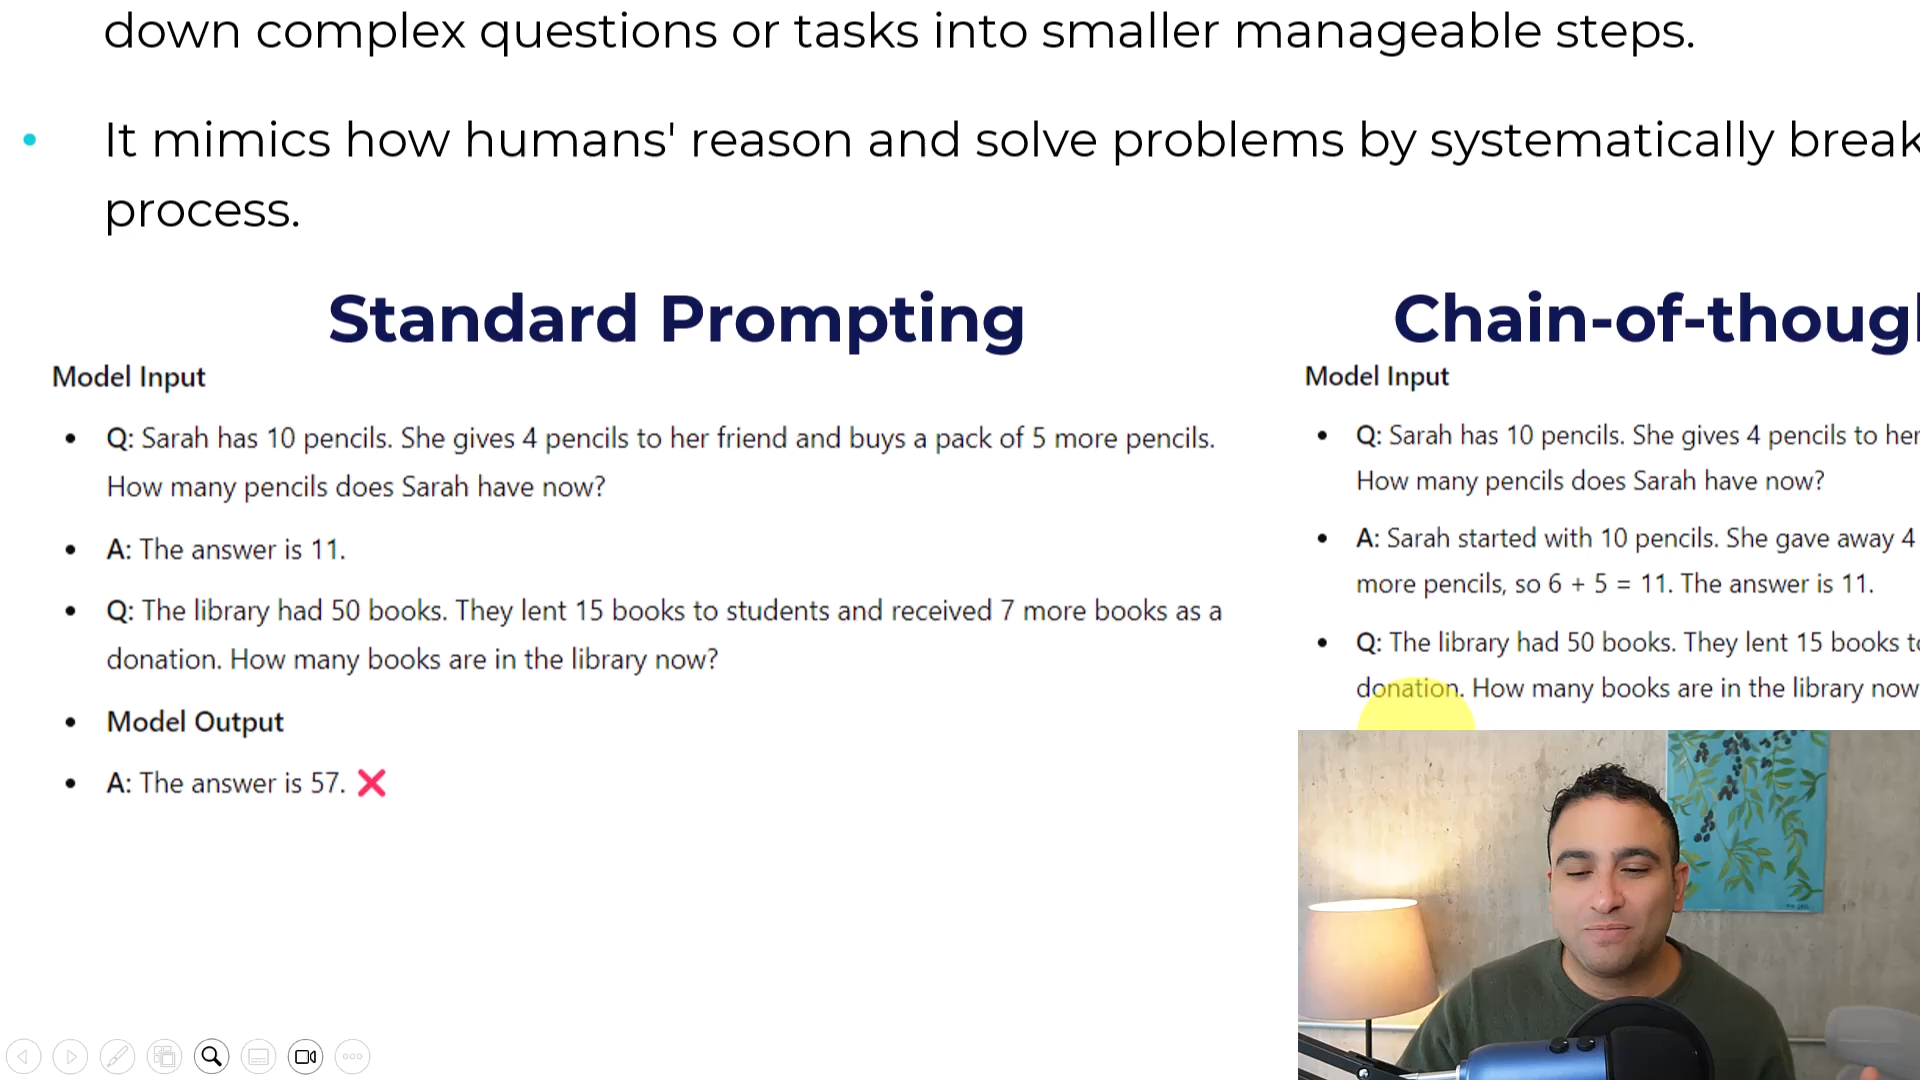 down complex questions or tasks into smaller manageable steps.
• It mimics how humans' reason and solve problems by systematically break
process.
Standard Prompting
Model Input
• Q: Sarah has 10 pencils. She gives 4 pencils to her friend and buys a pack of 5 more pencils.
How many pencils does Sarah have now?
• A: The answer is 11.
• Q: The library had 50 books. They lent 15 books to students and received 7 more books as a
donation. How many books are in the library now?
• Model Output
• A: The answer is 57. ❌
Chain-of-though
Model Input
• Q: Sarah has 10 pencils. She gives 4 pencils to her
How many pencils does Sarah have now?
• A: Sarah started with 10 pencils. She gave away 4
more pencils, so 6 + 5 = 11. The answer is 11.
• Q: The library had 50 books. They lent 15 books to
donation. How many books are in the library now